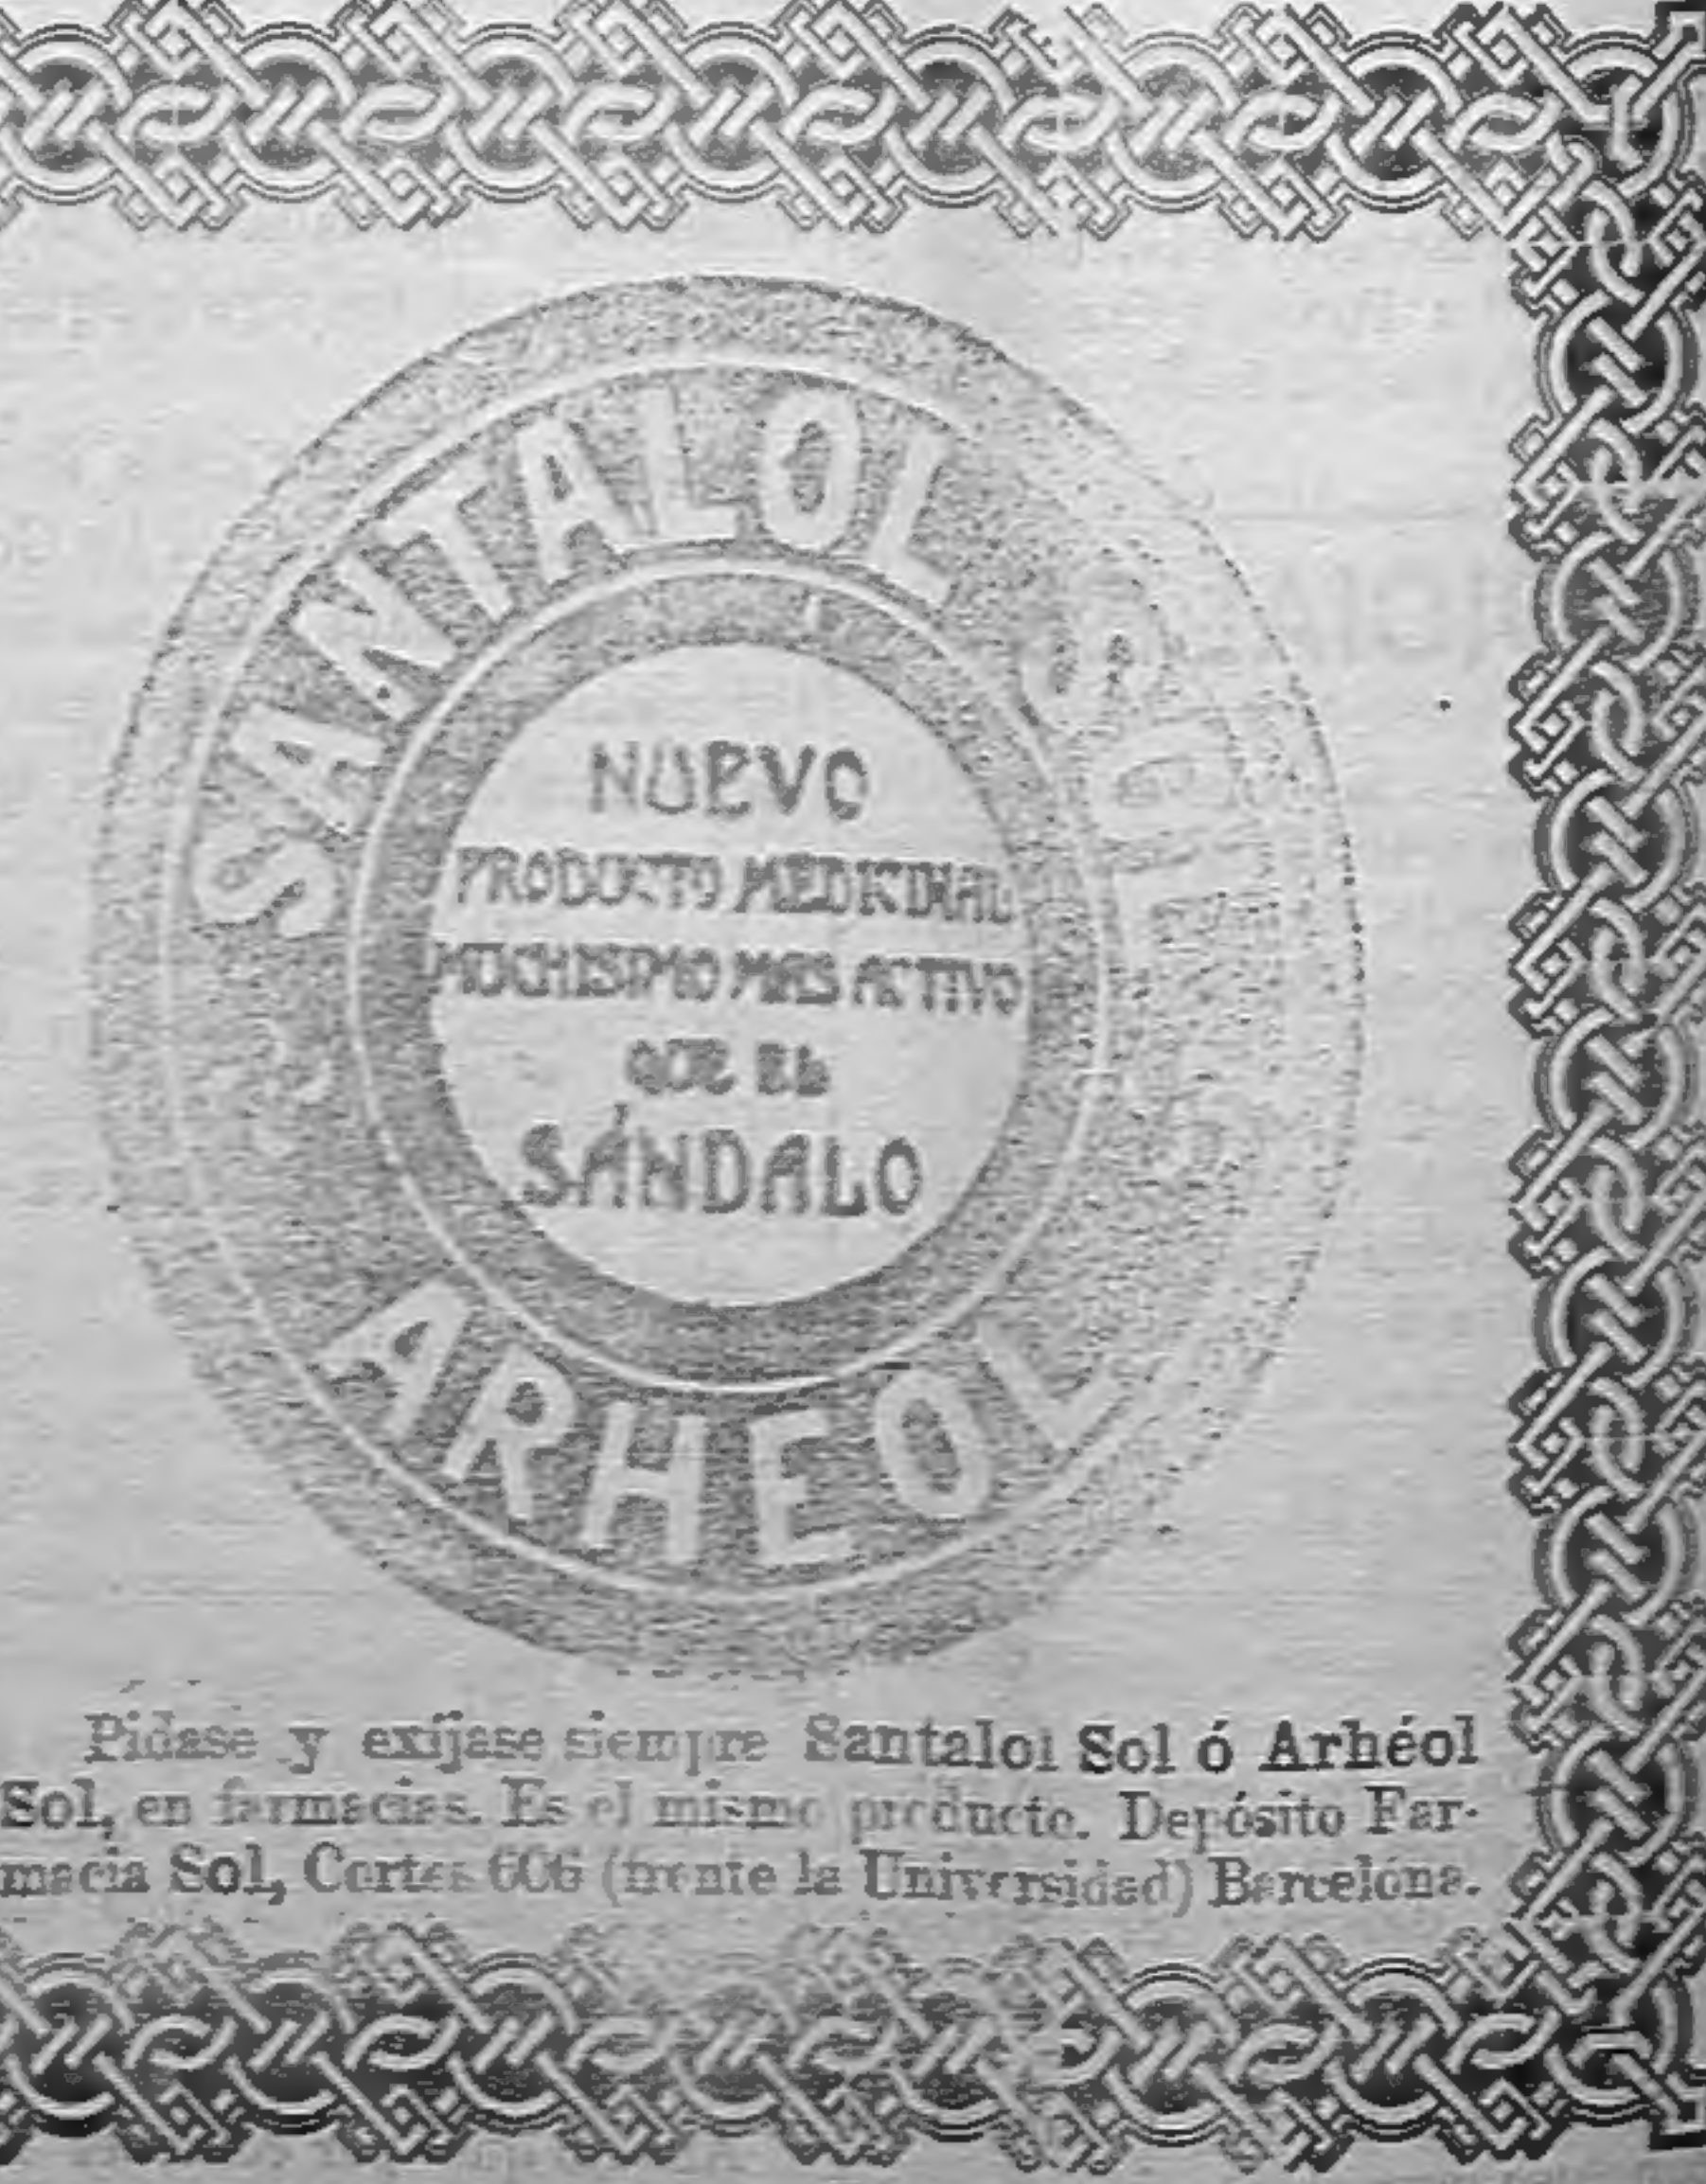 SANTALOL SOL
NUEVO
PRODUCTO MEDICINAL
MUCHISIMO MAS ACTIVO
QUE EL
SÁNDALO
ARHEOL
Pídase y exíjase siempre Santalol Sol ó Arhéol
Sol, en farmacias. Es el mismo producto. Depósito Far-
macia Sol, Cortes 606 (frente la Universidad) Barcelona.